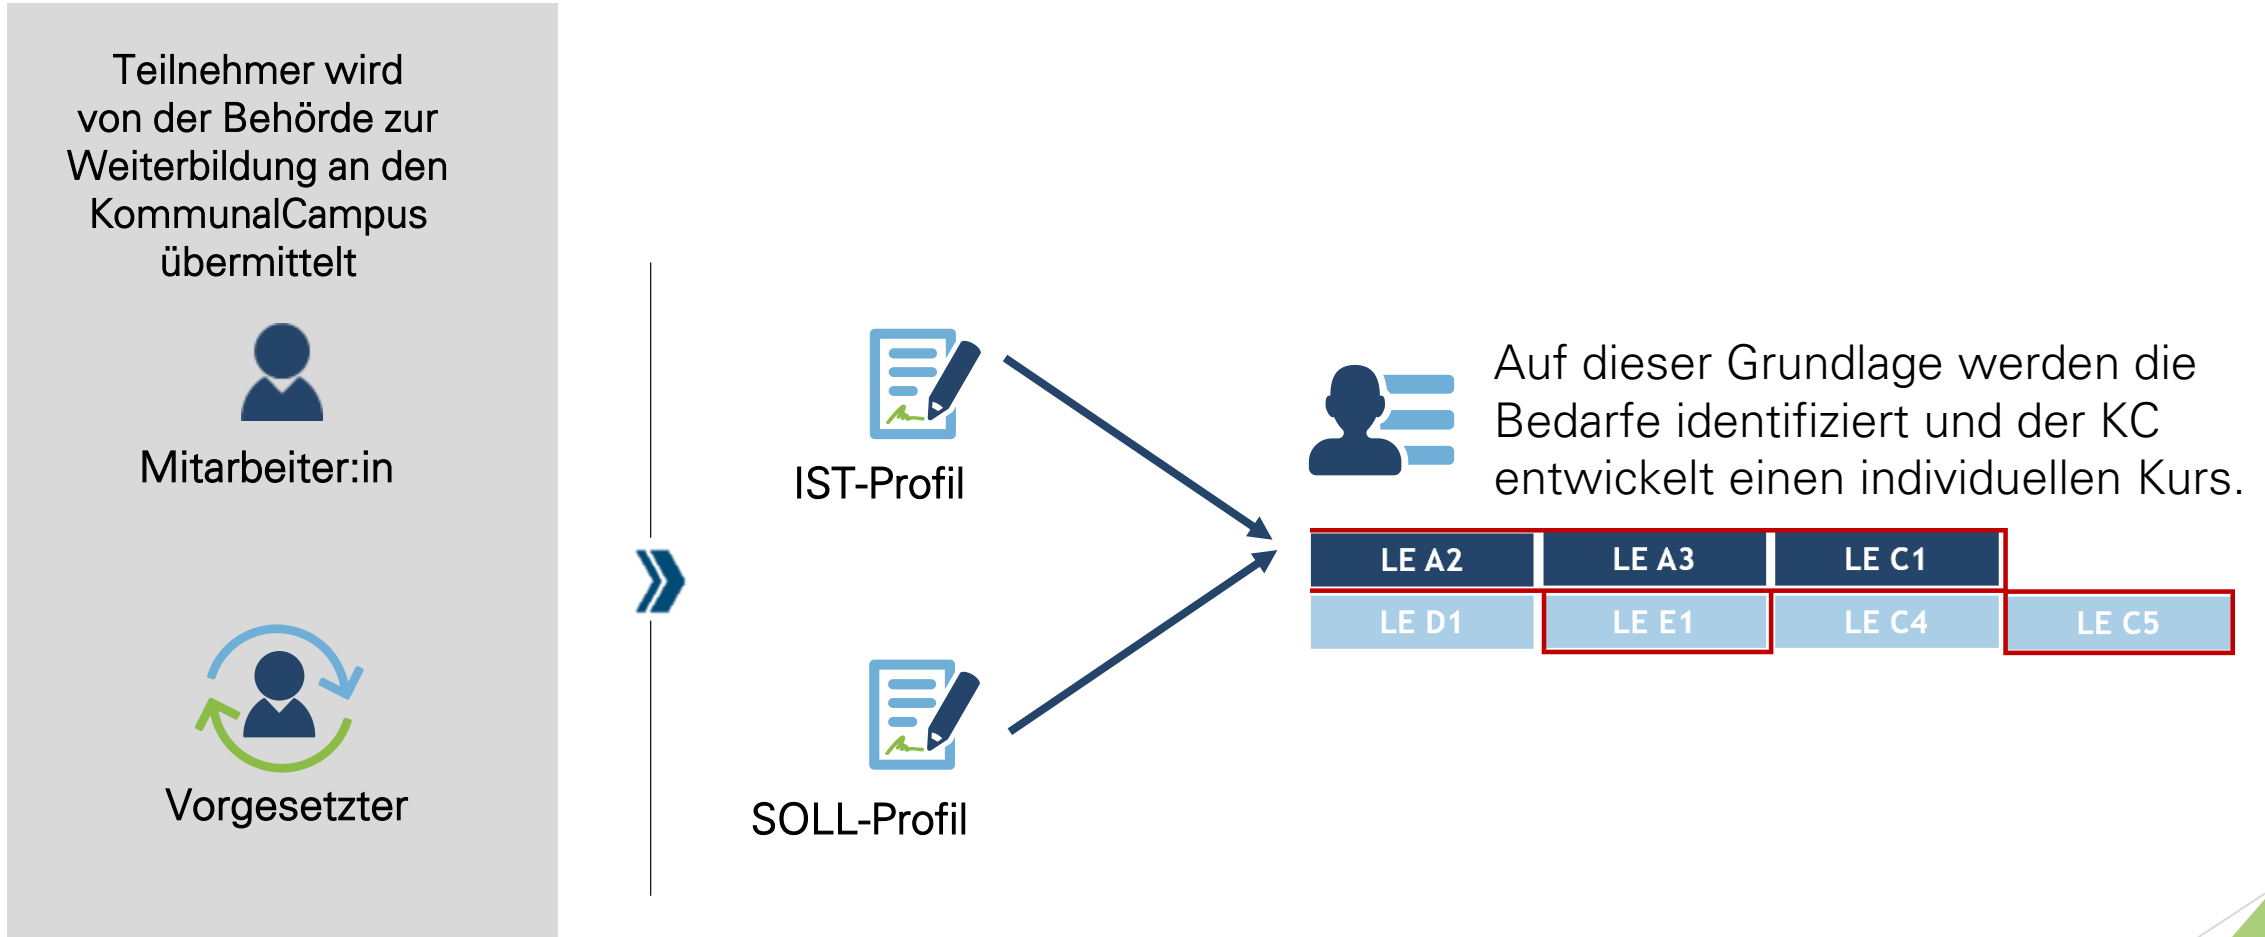 Teilnehmer wird
von der Behörde zur
Weiterbildung an den
KommunalCampus
übermittelt
Mitarbeiter:in
Vorgesetzter
IST-Profil
SOLL-Profil
Auf dieser Grundlage werden die
Bedarfe identifiziert und der KC
entwickelt einen individuellen Kurs.
LE A2 LE A3 LE C1
LE D1 LE E1 LE C4 LE C5